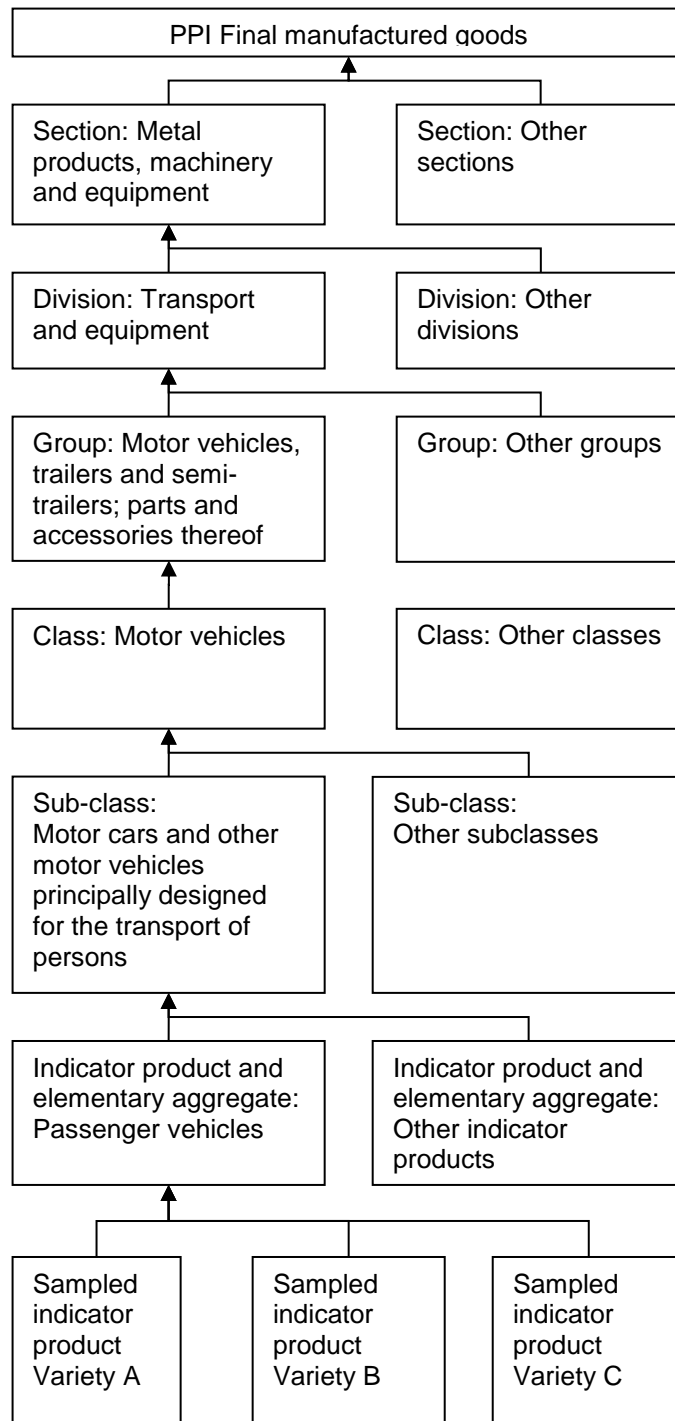 PPI Final manufactured goods
Section: Metal
products, machinery
and equipment
Section: Other
sections
Division: Transport
and equipment
Division: Other
divisions
Group: Motor vehicles,
trailers and semi-
trailers; parts and
accessories thereof
Group: Other groups
Class: Motor vehicles
Class: Other classes
Sub-class:
Motor cars and other
motor vehicles
principally designed
for the transport of
persons
Sub-class:
Other subclasses
Indicator product and
elementary aggregate:
Passenger vehicles
Indicator product and
elementary aggregate:
Other indicator
products
Sampled
indicator
product
Variety A
Sampled
indicator
product
Variety B
Sampled
indicator
product
Variety C